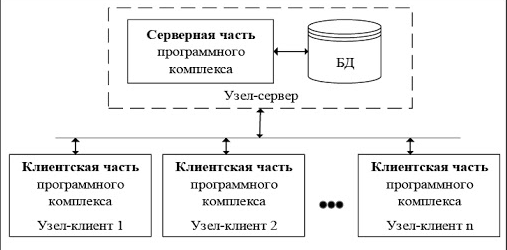 Серверная часть
программного
комплекса
БД
Узел-сервер
Клиентская часть
программного
комплекса
Узел-клиент 1
Клиентская часть
программного
комплекса
Узел-клиент 2
Клиентская часть
программного
комплекса
Узел-клиент n